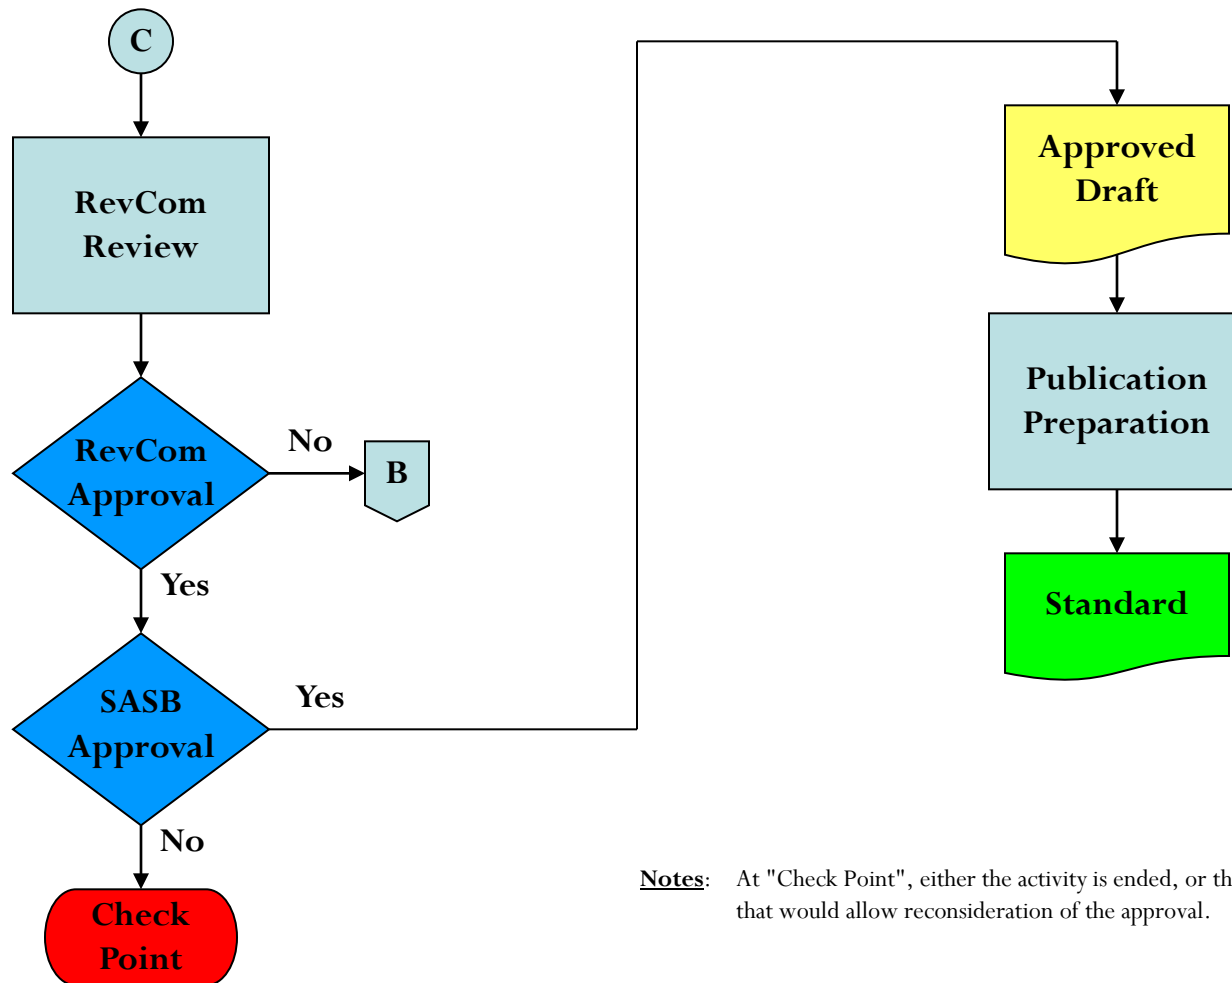 C
RevCom
Review
RevCom
Approval
No
B
Yes
SASB
Approval
Yes
No
Check
Point
Approved
Draft
Publication
Preparation
Standard
Notes: At "Check Point", either the activity is ended, or
that would allow reconsideration of the approval.